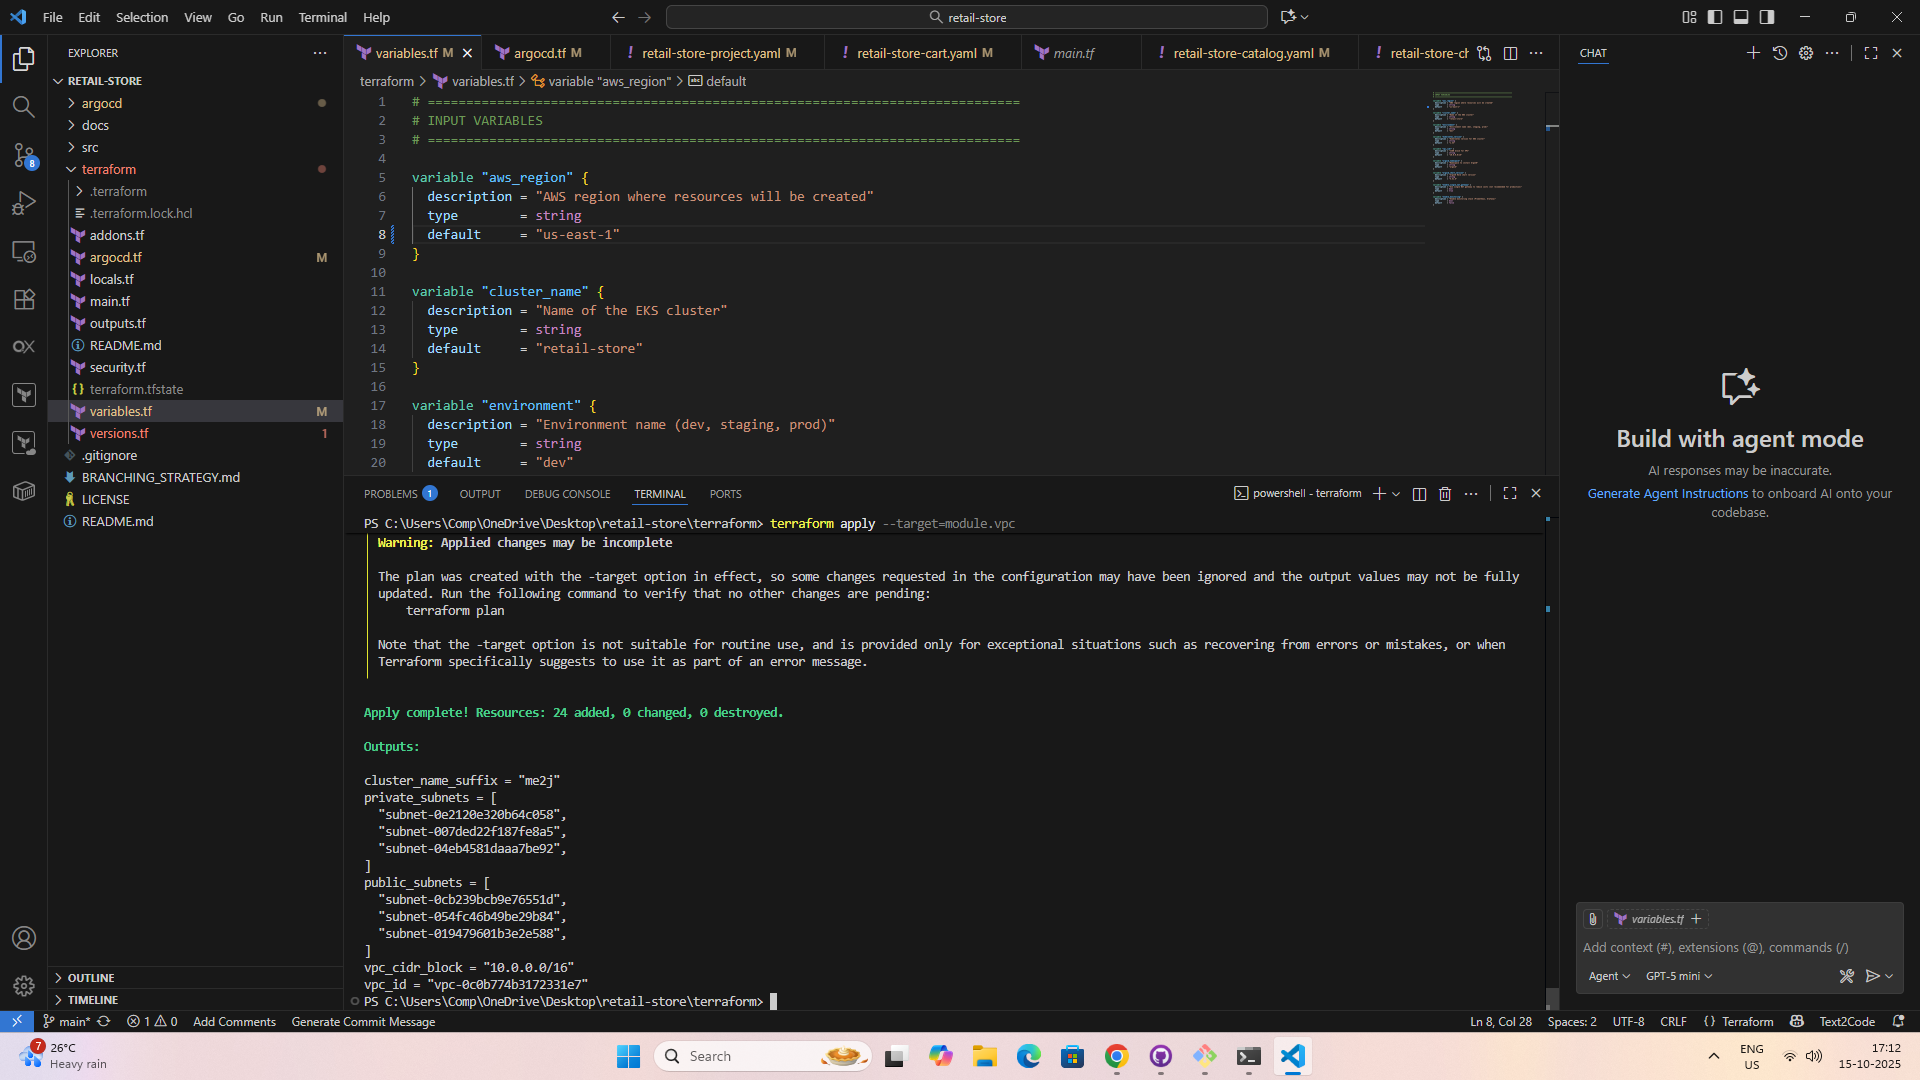 File Edit Selection View Go Run Terminal Help
retail-store
EXPLORER
RETAIL-STORE
argocd
docs
src
terraform
.terraform
.terraform.lock.hcl
addons.tf
argocd.tf M
locals.tf
main.tf
outputs.tf
README.md
security.tf
terraform.tfstate
variables.tf M
versions.tf 1
.gitignore
BRANCHING_STRATEGY.md
LICENSE
README.md
OUTLINE
TIMELINE
8
variables.tf M argocd.tf M ! retail-store-project.yaml M ! retail-store-cart.yaml M main.tf ! retail-store-catalog.yaml M ! retail-store-ch
terraform > variables.tf > variable "aws_region" > default
1 # =============================================================================
2 # INPUT VARIABLES
3 # =============================================================================
4
5 variable "aws_region" {
6 description = "AWS region where resources will be created"
7 type = string
8 default = "us-east-1"
9 }
10
11 variable "cluster_name" {
12 description = "Name of the EKS cluster"
13 type = string
14 default = "retail-store"
15 }
16
17 variable "environment" {
18 description = "Environment name (dev, staging, prod)"
19 type = string
20 default = "dev"
PROBLEMS 1 OUTPUT DEBUG CONSOLE TERMINAL PORTS
powershell - terraform
PS C:\Users\Comp\OneDrive\Desktop\retail-store\terraform> terraform apply --target=module.vpc
Warning: Applied changes may be incomplete
The plan was created with the -target option in effect, so some changes requested in the configuration may have been ignored and the output values may not be fully
updated. Run the following command to verify that no other changes are pending:
terraform plan
Note that the -target option is not suitable for routine use, and is provided only for exceptional situations such as recovering from errors or mistakes, or when
Terraform specifically suggests to use it as part of an error message.
Apply complete! Resources: 24 added, 0 changed, 0 destroyed.
Outputs:
cluster_name_suffix = "me2j"
private_subnets = [
"subnet-0e2120e320b64c058",
"subnet-007ded22f187fe8a5",
"subnet-04eb4581daaa7be92",
]
public_subnets = [
"subnet-0cb239bcb9e76551d",
"subnet-054fc46b49be29b84",
"subnet-019479601b3e2e588",
]
vpc_cidr_block = "10.0.0.0/16"
vpc_id = "vpc-0c0b774b3172331e7"
PS C:\Users\Comp\OneDrive\Desktop\retail-store\terraform>
CHAT
Build with agent mode
AI responses may be inaccurate.
Generate Agent Instructions to onboard AI onto your
codebase.
variables.tf +
Add context (#), extensions (@), commands (/)
Agent GPT-5 mini
main* 1 0 Add Comments Generate Commit Message
Ln 8, Col 28 Spaces: 2 UTF-8 CRLF { } Terraform Text2Code
7
26°C
Heavy rain
Search
ENG
US
17:12
15-10-2025